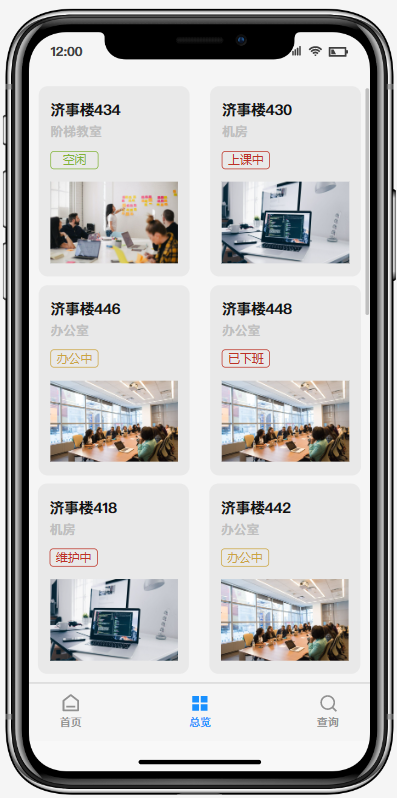 12:00
济事楼434
阶梯教室
空闲
济事楼430
机房
上课中
济事楼446
办公室
办公中
济事楼448
办公室
已下班
济事楼418
机房
维护中
济事楼442
办公室
办公中
首页
总览
查询